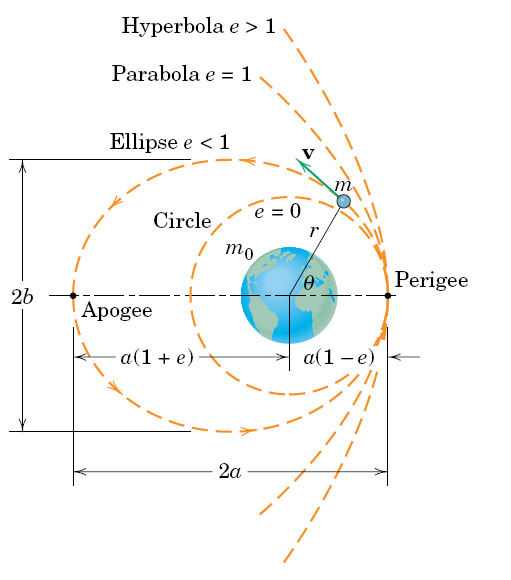 Hyperbola e > 1
Parabola e = 1
Ellipse e < 1
v
m
Circle
e = 0
r
m0
θ
Perigee
2b
Apogee
a(1 + e)
a(1 − e)
2a